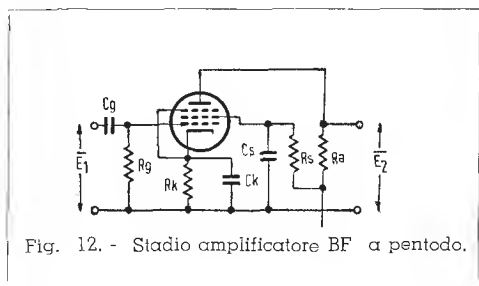 Cg
E1
Rg
Rk
Ck
Cs
Rs
Ra
E2
Fig. 12. - Stadio amplificatore BF a pentodo.